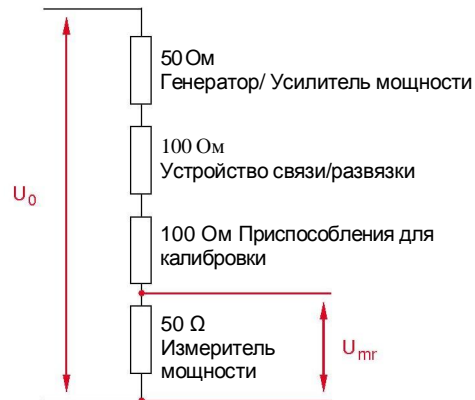 50 Ом
Генератор/ Усилитель мощности
100 Ом
Устройство связи/развязки
U0
100 Ом Приспособления для
калибровки
50 Ω
Измеритель
мощности
Umr